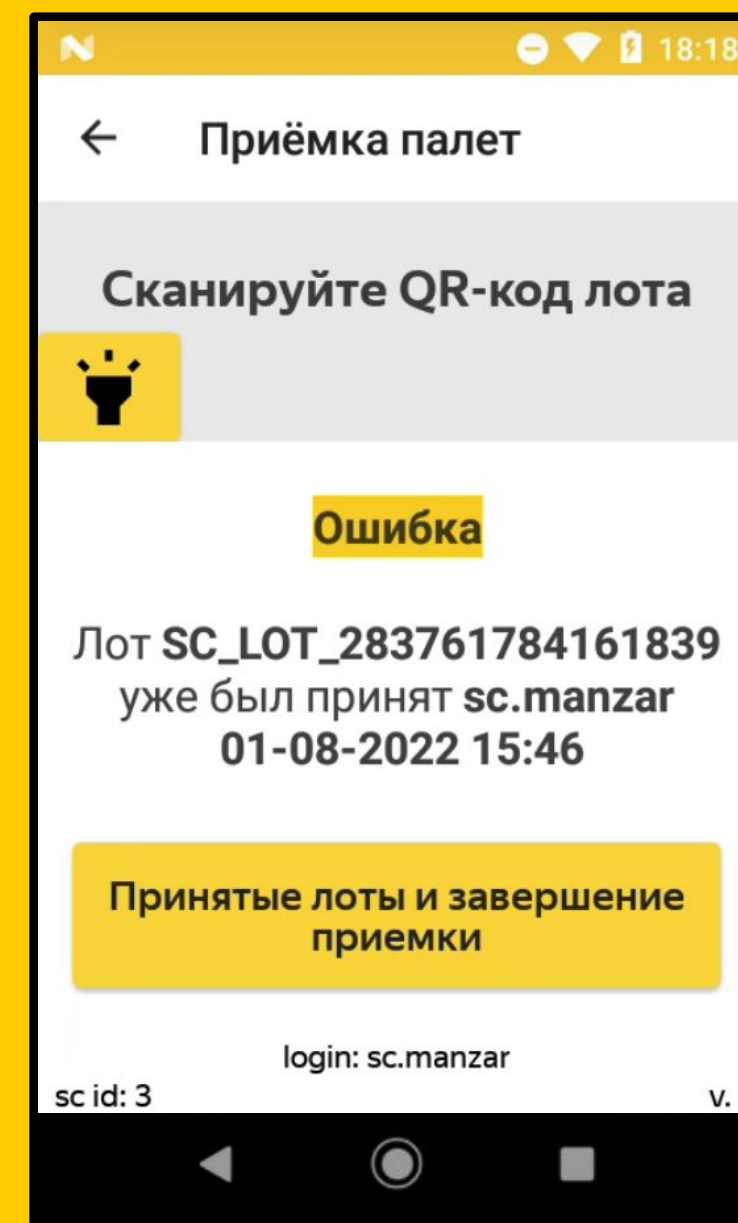 18:18
Приёмка палет
Сканируйте QR-код лота
Ошибка
Лот SC_LOT_283761784161839
уже был принят sc.manzar
01-08-2022 15:46
Принятые лоты и завершение
приемки
login: sc.manzar
sc id: 3
v.